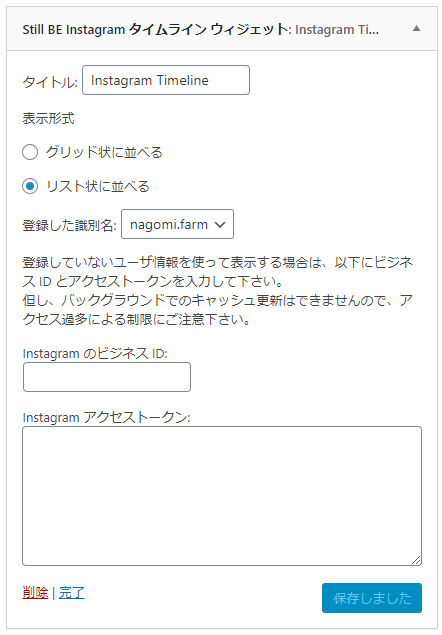 Still BE Instagram タイムライン ウィジェット: Instagram Ti...
タイトル: Instagram Timeline
表示形式
グリッド状に並べる
リスト状に並べる
登録した識別名: nagomi.farm
登録していないユーザ情報を使って表示する場合は、以下にビジネ
ス ID とアクセストークンを入力して下さい。
但し、バックグラウンドでのキャッシュ更新はできませんので、ア
クセス過多による制限にご注意下さい。
Instagram のビジネス ID:
Instagram アクセストークン:
削除 | 完了
保存しました